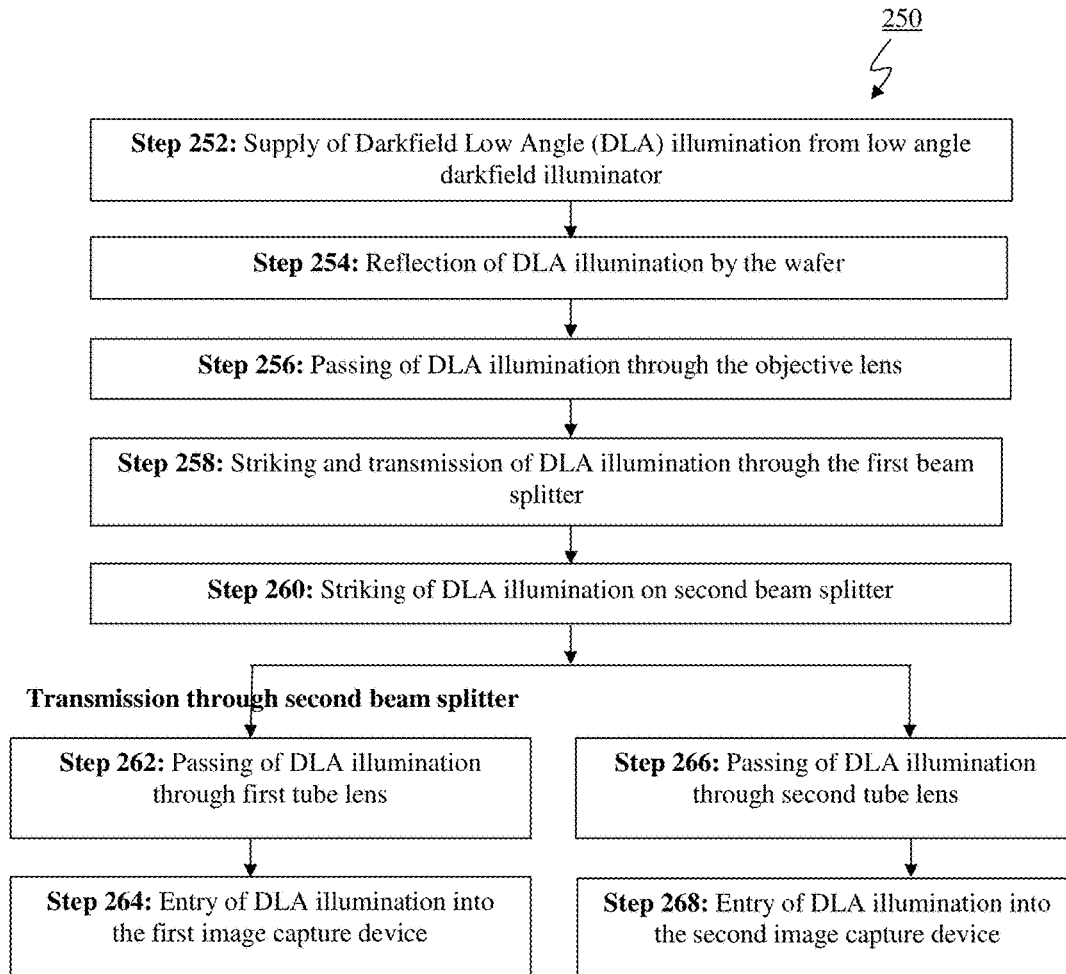 250
Step 252: Supply of Darkfield Low Angle (DLA) illumination from low angle
darkfield illuminator
Step 254: Reflection of DLA illumination by the wafer
Step 256: Passing of DLA illumination through the objective lens
Step 258: Striking and transmission of DLA illumination through the first beam
splitter
Step 260: Striking of DLA illumination on second beam splitter
Transmission through second beam splitter
Step 262: Passing of DLA illumination
through first tube lens
Step 266: Passing of DLA illumination
through second tube lens
Step 264: Entry of DLA illumination into
the first image capture device
Step 268: Entry of DLA illumination into
the second image capture device